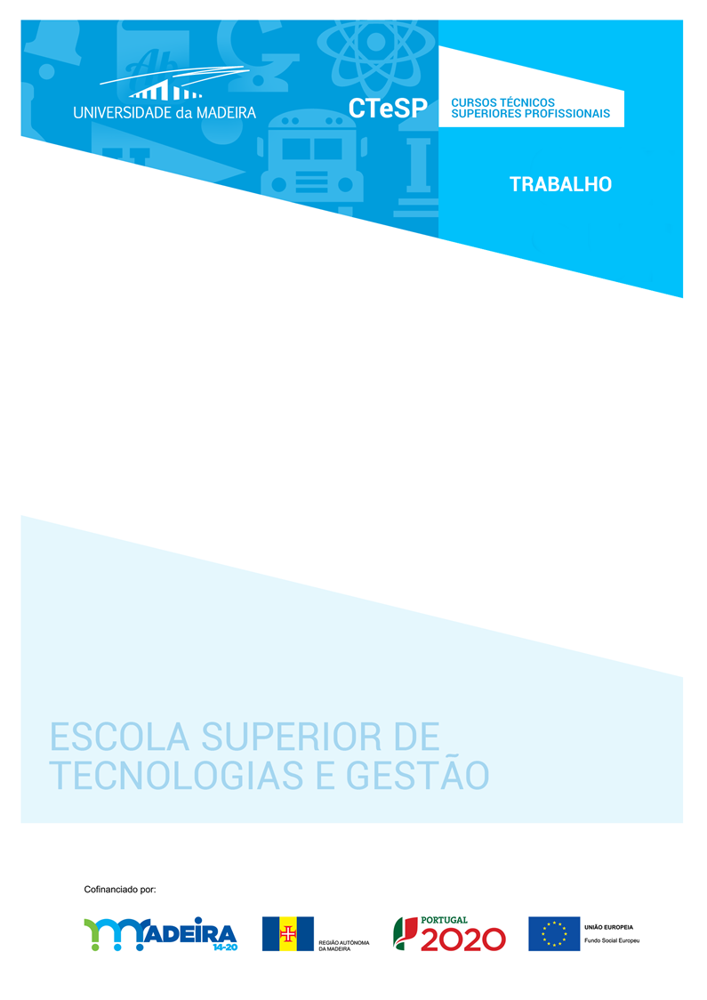 Ab
UNIVERSIDADE da MADEIRA
CTeSP
CURSOS TÉCNICOS
SUPERIORES PROFISSIONAIS
TRABALHO
ESCOLA SUPERIOR DE
TECNOLOGIAS E GESTÃO
Cofinanciado por:
MADEIRA
14-20
REGIÃO AUTÓNOMA
DA MADEIRA
PORTUGAL
2020
UNIÃO EUROPEIA
Fundo Social Europeu